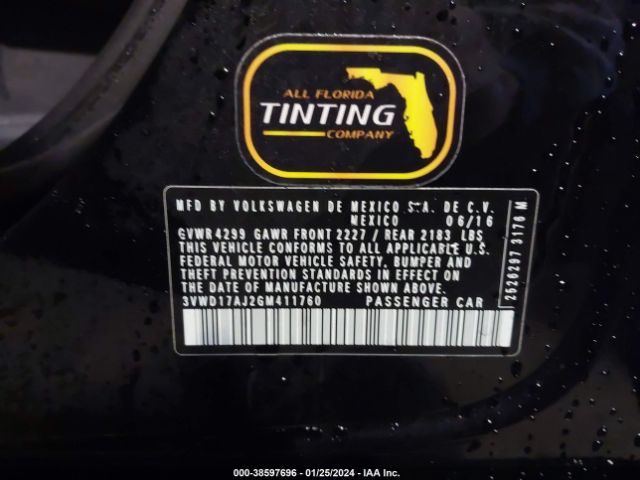 ALL FLORIDA
TINTING
COMPANY
MFD BY VOLKSWAGEN DE MEXICO S.A. DE C.V.
MEXICO 06/16
GVWR 4299 GAWR FRONT 2227 / REAR 2183 LBS
THIS VEHICLE CONFORMS TO ALL APPLICABLE U.S.
FEDERAL MOTOR VEHICLE SAFETY, BUMPER AND
THEFT PREVENTION STANDARDS IN EFFECT ON
THE DATE OF MANUFACTURE SHOWN ABOVE.
3VWD17AJ2GM411760 PASSENGER CAR
2526297 3176 M
000-38597696 - 01/25/2024 - IAA Inc.